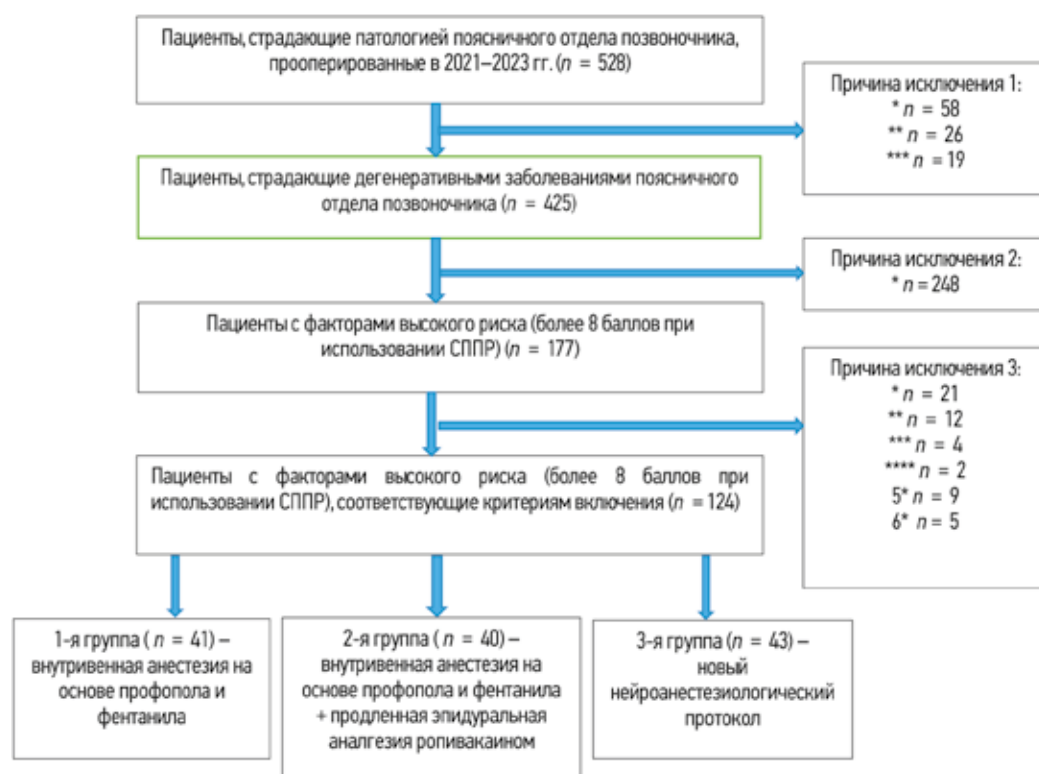 Пациенты, страдающие патологией поясничного отдела позвоночника,
прооперированные в 2021–2023 гг. (n = 528)
Причина исключения 1:
* n = 58
** n = 26
*** n = 19
Пациенты, страдающие дегенеративными заболеваниями поясничного
отдела позвоночника (n = 425)
Причина исключения 2:
* n = 248
Пациенты с факторами высокого риска (более 8 баллов при
использовании СППР) (n = 177)
Причина исключения 3:
* n = 21
** n = 12
*** n = 4
**** n = 2
5* n = 9
6* n = 5
Пациенты с факторами высокого риска (более 8 баллов при
использовании СППР), соответствующие критериям включения (n = 124)
1-я группа ( n = 41) –
внутривенная анестезия на
основе профопола и
фентанила
2-я группа ( n = 40) –
внутривенная анестезия на
основе профопола и фентанила
+ продленная эпидуральная
аналгезия ропивакаином
3-я группа (n = 43) –
новый
нейроанестезиологический
протокол